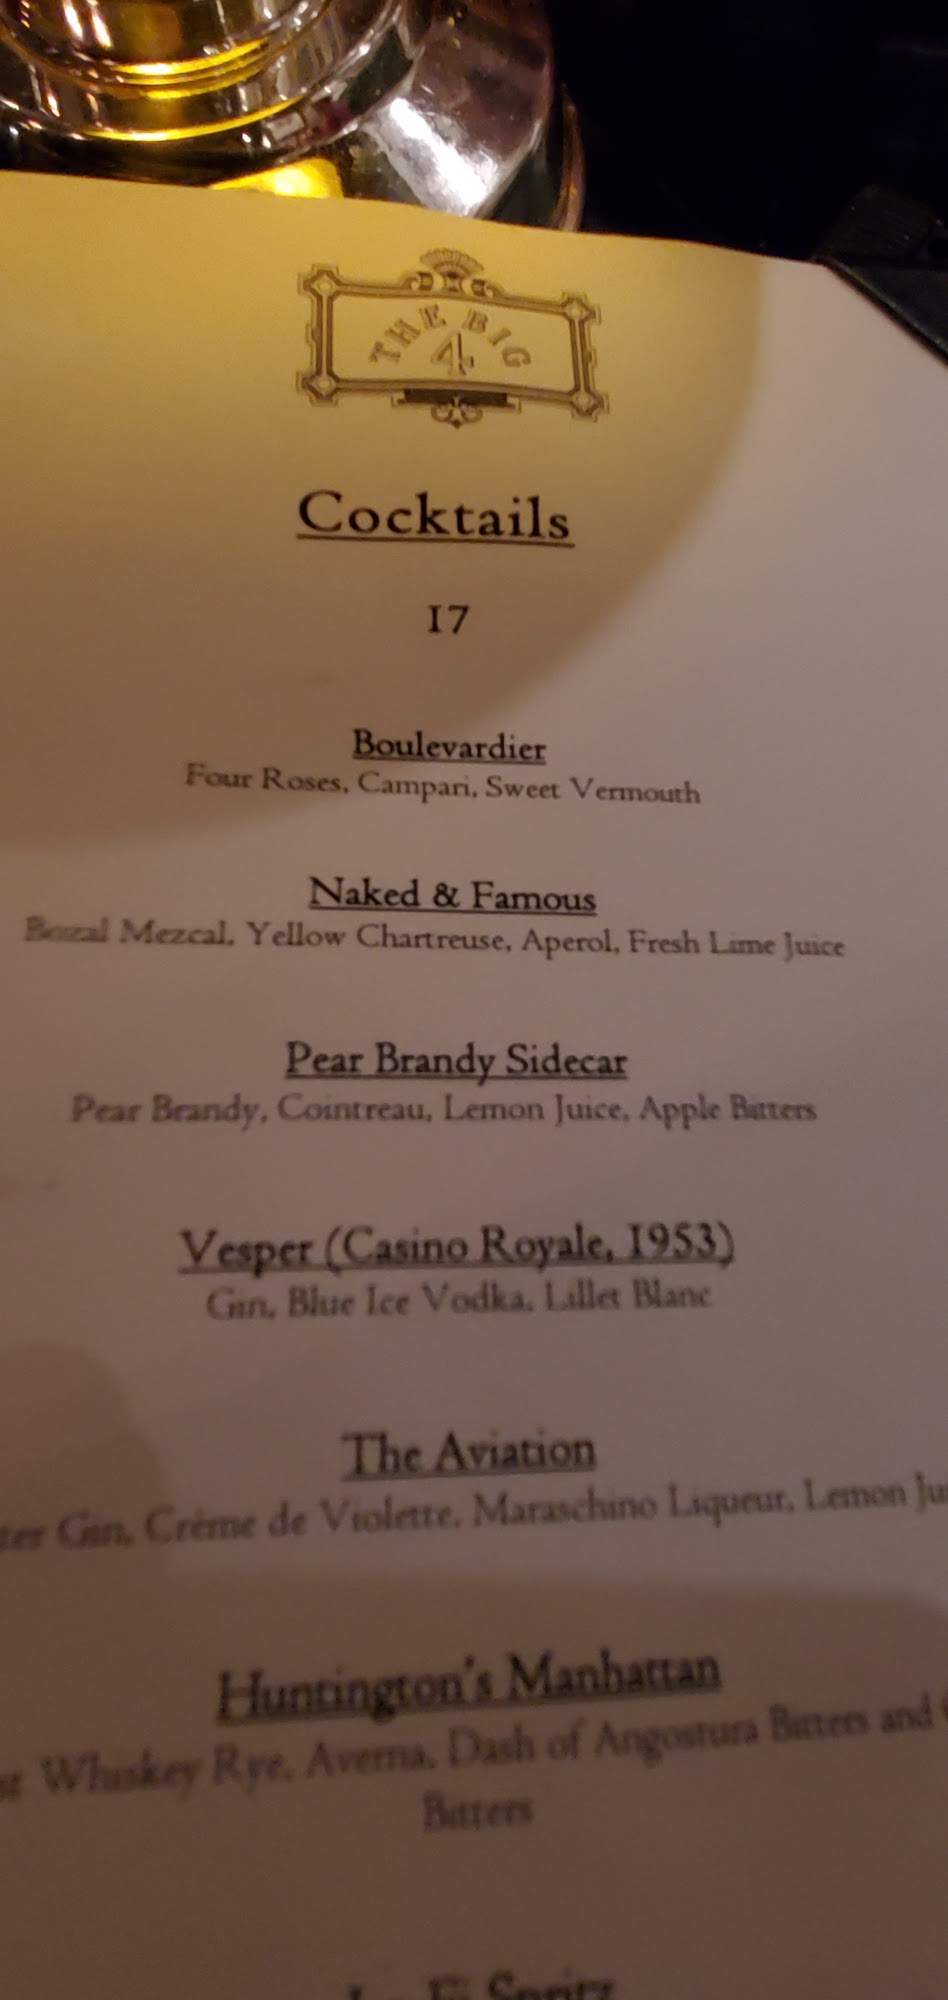 THE BIG
4
Cocktails
17
Boulevardier
Four Roses, Campari, Sweet Vermouth
Naked & Famous
Bozal Mezcal, Yellow Chartreuse, Aperol, Fresh Lime Juice
Pear Brandy Sidecar
Pear Brandy, Cointreau, Lemon Juice, Apple Bitters
Vesper (Casino Royale, 1953)
Gin, Blue Ice Vodka, Lillet Blanc
The Aviation
Gin, Crème de Violette, Maraschino Liqueur, Lemon
Huntington's Manhattan
Whiskey Rye, Averna, Dash of Angostura Bitters and
Bitters
Spritz